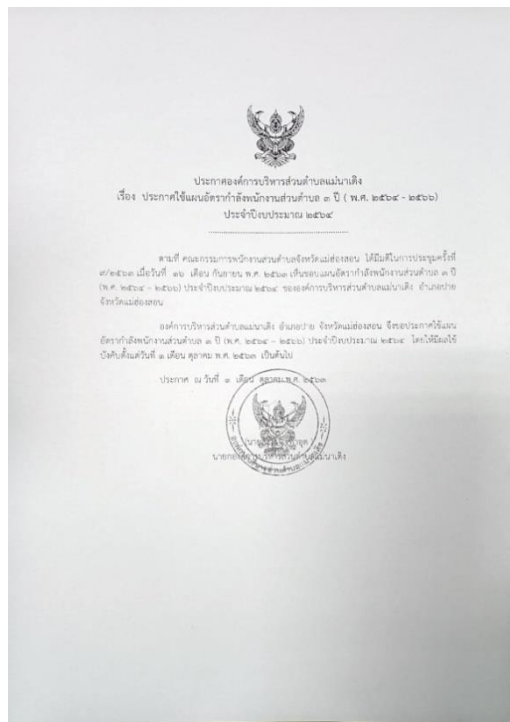 ประกาศองค์การบริหารส่วนตำบลแม่นาเติง
เรื่อง ประกาศใช้แผนอัตรากำลังพนักงานส่วนตำบล ๓ ปี ( พ.ศ. ๒๕๖๔ - ๒๕๖๖)
ประจำปีงบประมาณ ๒๕๖๔
ตามที่ คณะกรรมการพนักงานส่วนตำบลจังหวัดแม่ฮ่องสอน ได้มีมติในการประชุมครั้งที่
๙/๒๕๖๓ เมื่อวันที่ ๑๖ เดือน กันยายน พ.ศ. ๒๕๖๓ เห็นชอบแผนอัตรากำลังพนักงานส่วนตำบล ๓ ปี
(พ.ศ. ๒๕๖๔ - ๒๕๖๖) ประจำปีงบประมาณ ๒๕๖๔ ขององค์การบริหารส่วนตำบลแม่นาเติง อำเภอปาย
จังหวัดแม่ฮ่องสอน
องค์การบริหารส่วนตำบลแม่นาเติง อำเภอปาย จังหวัดแม่ฮ่องสอน จึงขอประกาศใช้แผน
อัตรากำลังพนักงานส่วนตำบล ๓ ปี (พ.ศ. ๒๕๖๔ - ๒๕๖๖) ประจำปีงบประมาณ ๒๕๖๔ โดยให้มีผลใช้
บังคับตั้งแต่วันที่ ๑ เดือน ตุลาคม พ.ศ. ๒๕๖๓ เป็นต้นไป
ประกาศ ณ วันที่ ๑ เดือน ตุลาคม พ.ศ. ๒๕๖๓
นายกองค์การบริหารส่วนตำบลแม่นาเติง